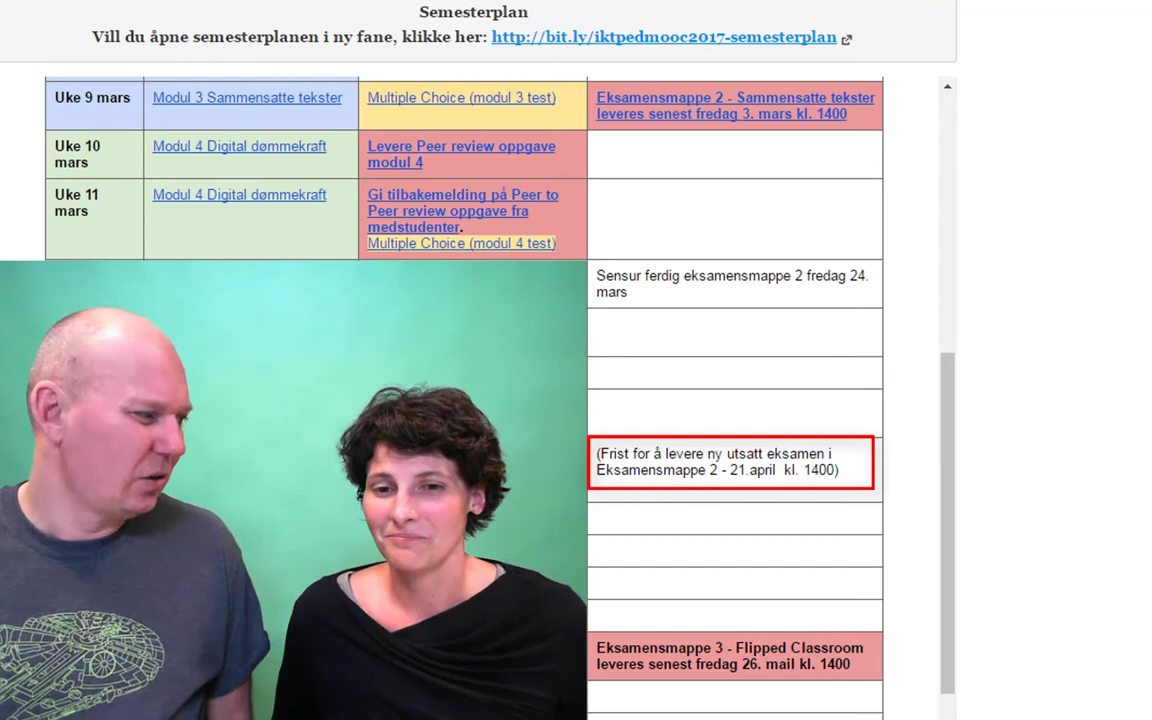 Semesterplan
Vill du åpne semesterplanen i ny fane, klikke her: http://bit.ly/iktpedmooc2017-semesterplan
Uke 9 mars
Modul 3 Sammensatte tekster
Multiple Choice (modul 3 test)
Eksamensmappe 2 - Sammensatte tekster
leveres senest fredag 3. mars kl. 1400
Uke 10
mars
Modul 4 Digital dømmekraft
Levere Peer review oppgave
modul 4
Uke 11
mars
Modul 4 Digital dømmekraft
Gi tilbakemelding på Peer to
Peer review oppgave fra
medstudenter.
Multiple Choice (modul 4 test)
Sensur ferdig eksamensmappe 2 fredag 24.
mars
(Frist for å levere ny utsatt eksamen i
Eksamensmappe 2 - 21.april kl. 1400)
Eksamensmappe 3 - Flipped Classroom
leveres senest fredag 26. mail kl. 1400